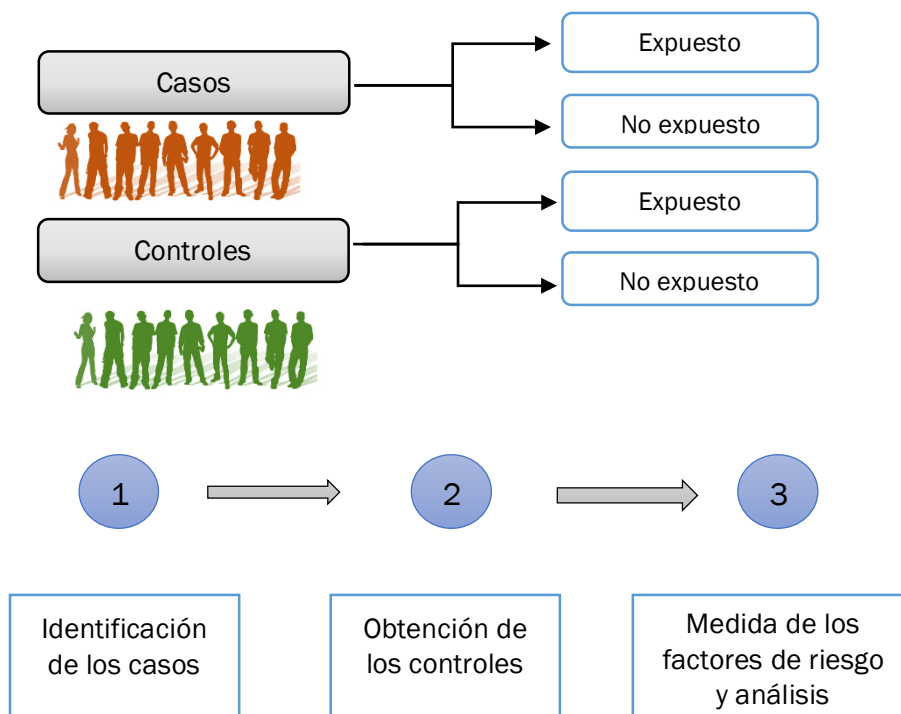 Casos
Expuesto
No expuesto
Controles
Expuesto
No expuesto
1
2
3
Identificación
de los casos
Obtención de
los controles
Medida de los
factores de riesgo
y análisis